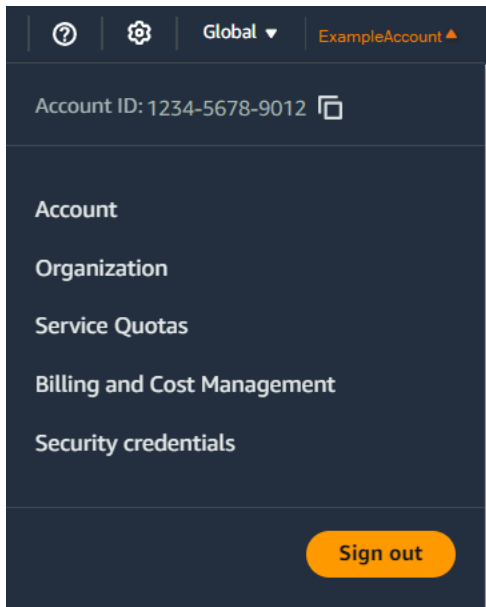 Global ExampleAccount
Account ID: 1234-5678-9012
Account
Organization
Service Quotas
Billing and Cost Management
Security credentials
Sign out